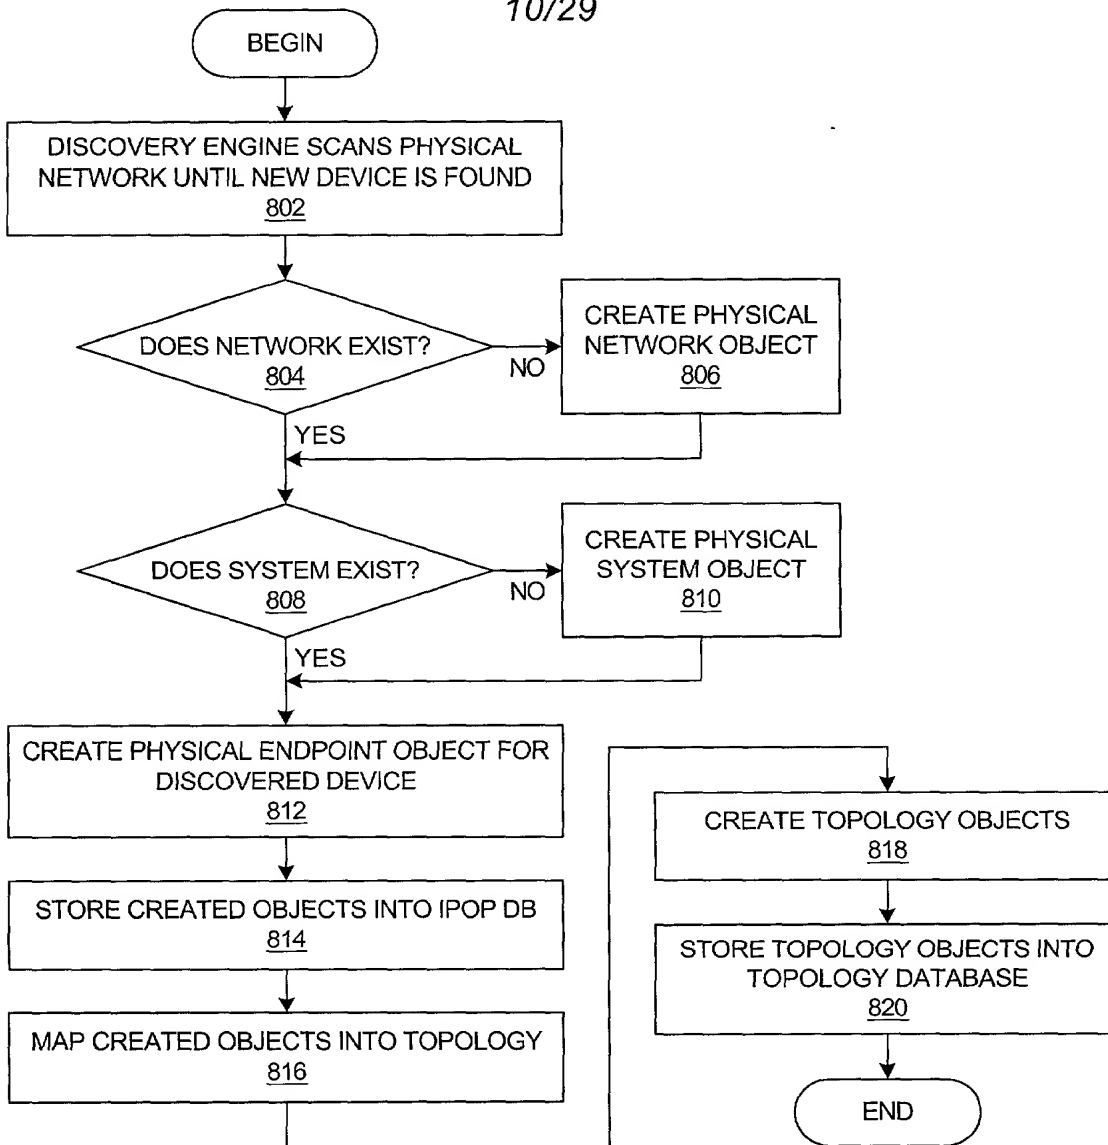 10/29
BEGIN
DISCOVERY ENGINE SCANS PHYSICAL
NETWORK UNTIL NEW DEVICE IS FOUND
802
DOES NETWORK EXIST?
804
NO
CREATE PHYSICAL
NETWORK OBJECT
806
YES
DOES SYSTEM EXIST?
808
NO
CREATE PHYSICAL
SYSTEM OBJECT
810
YES
CREATE PHYSICAL ENDPOINT OBJECT FOR
DISCOVERED DEVICE
812
STORE CREATED OBJECTS INTO IPOP DB
814
MAP CREATED OBJECTS INTO TOPOLOGY
816
CREATE TOPOLOGY OBJECTS
818
STORE TOPOLOGY OBJECTS INTO
TOPOLOGY DATABASE
820
END